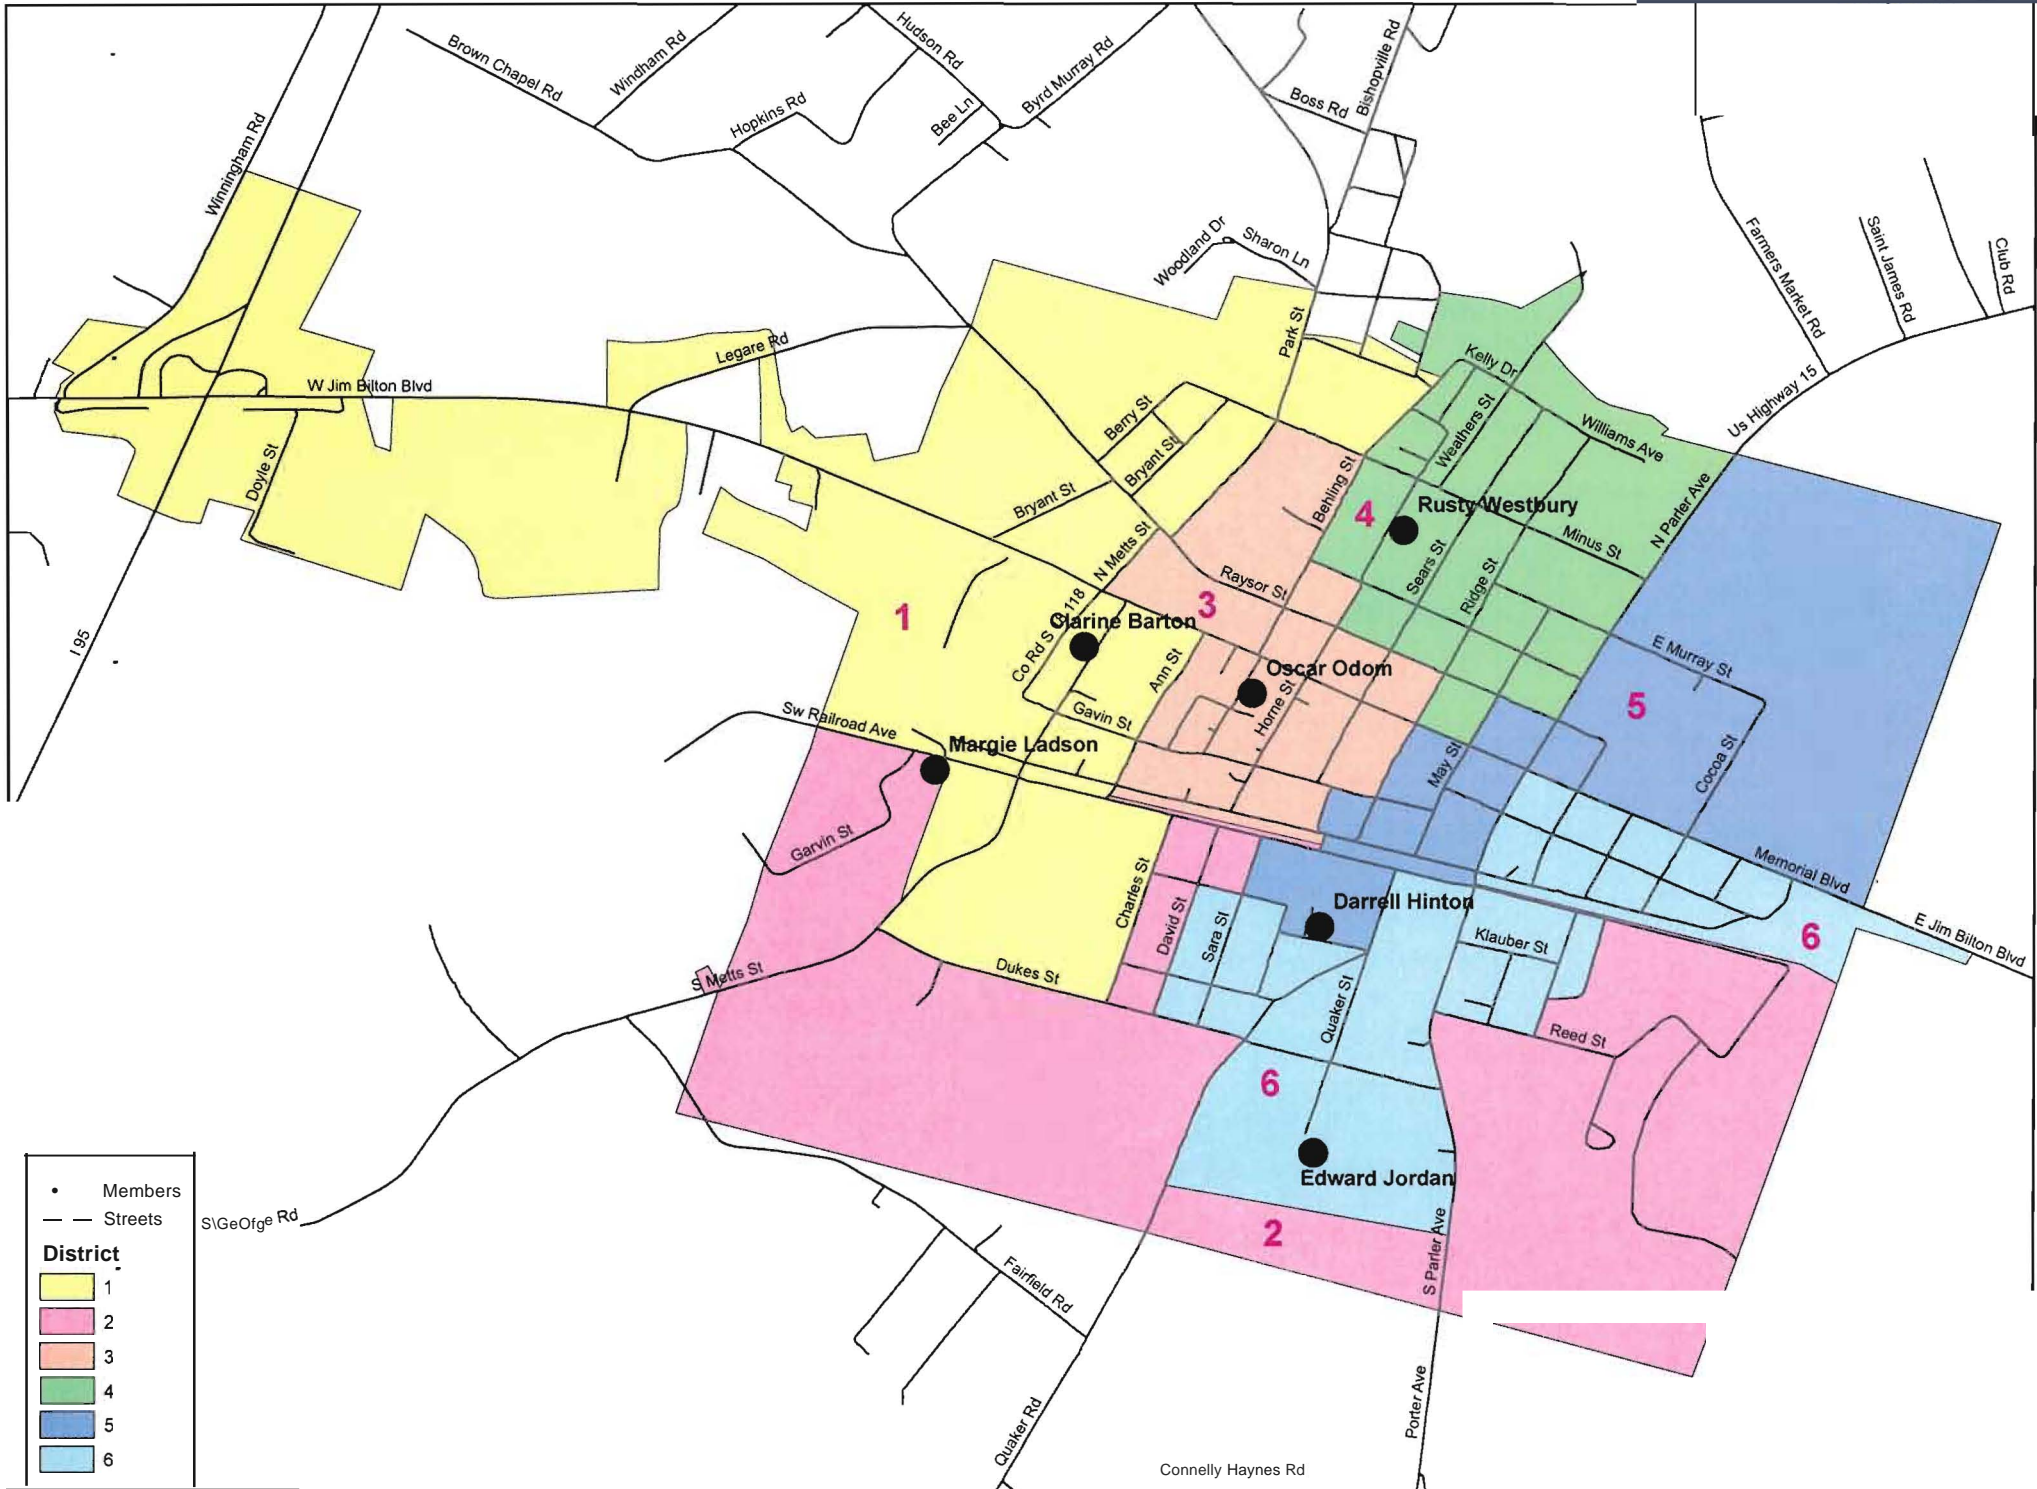 Brown Chapel Rd
Windham Rd
Hudson Rd
Hopkins Rd
Bee Ln
Byrd Murray Rd
Boss Rd
Bishopville Rd
Winningham Rd
Woodland Dr
Sharon Ln
Farmers Market Rd
Saint James Rd
Club Rd
Park St
Legare Rd
W Jim Bilton Blvd
Kelly Dr
Us Highway 15
Berry St
Weathers St
Williams Ave
Bryant St
Doyle St
Bryant St
Behling St
4
Rusty Westbury
N Parler Ave
Minus St
N Metts St
Sears St
Ridge St
Raysor St
3
1
Clarine Barton
I 95
Co Rd S 118
Ann St
Oscar Odom
E Murray St
5
Horne St
Gavin St
Sw Railroad Ave
Margie Ladson
May St
Cocoa St
Garvin St
Memorial Blvd
Charles St
David St
Sara St
Darrell Hinton
Klauber St
6
E Jim Bilton Blvd
S Metts St
Dukes St
Quaker St
Reed St
6
Edward Jordan
2
S Parler Ave
Members
Streets
S\GeOfge Rd
District
1
2
3
4
5
6
Fairfield Rd
Quaker Rd
Porter Ave
Connelly Haynes Rd